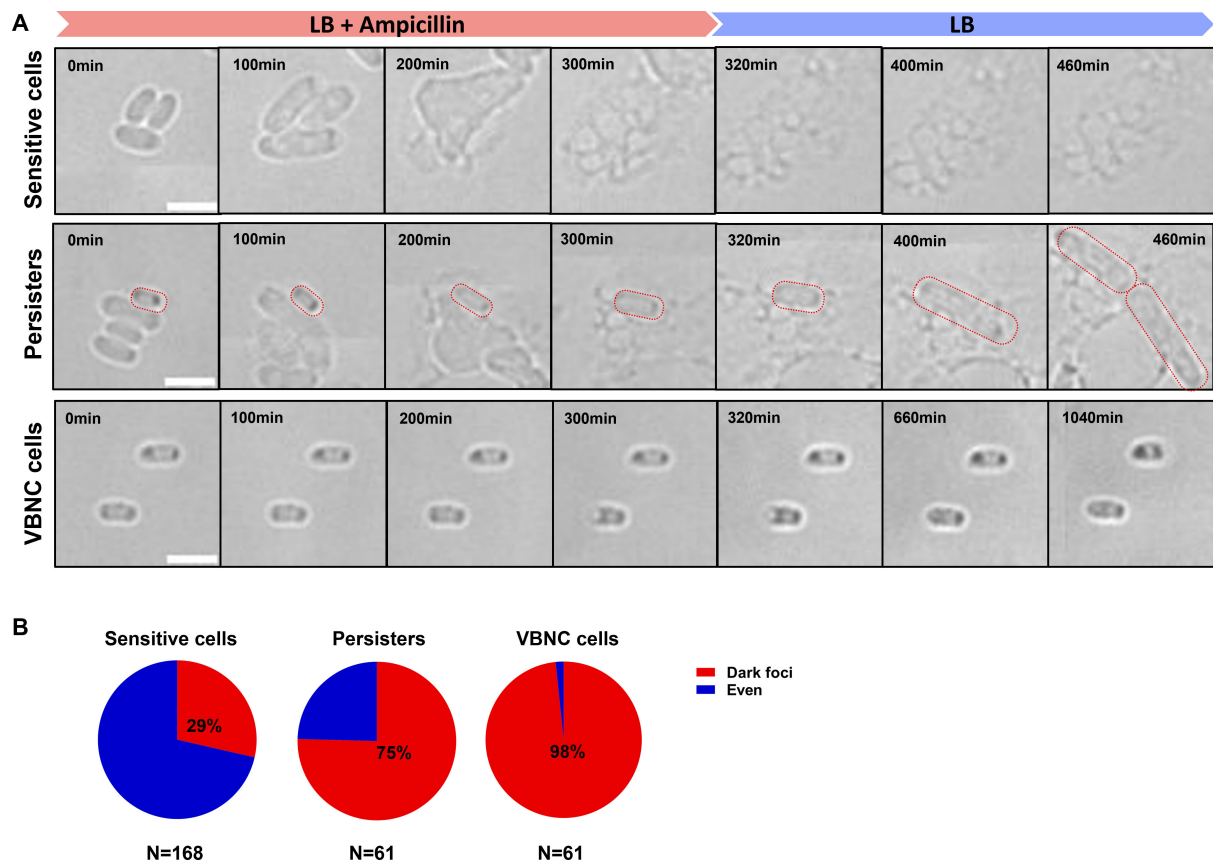 A
LB + Ampicillin
LB
Sensitive cells
0min
100min
200min
300min
320min
400min
460min
Persisters
0min
100min
200min
300min
320min
400min
460min
VBNC cells
0min
100min
200min
300min
320min
660min
1040min
B
Sensitive cells
Persisters
VBNC cells
29%
75%
98%
Dark foci
Even
N=168
N=61
N=61